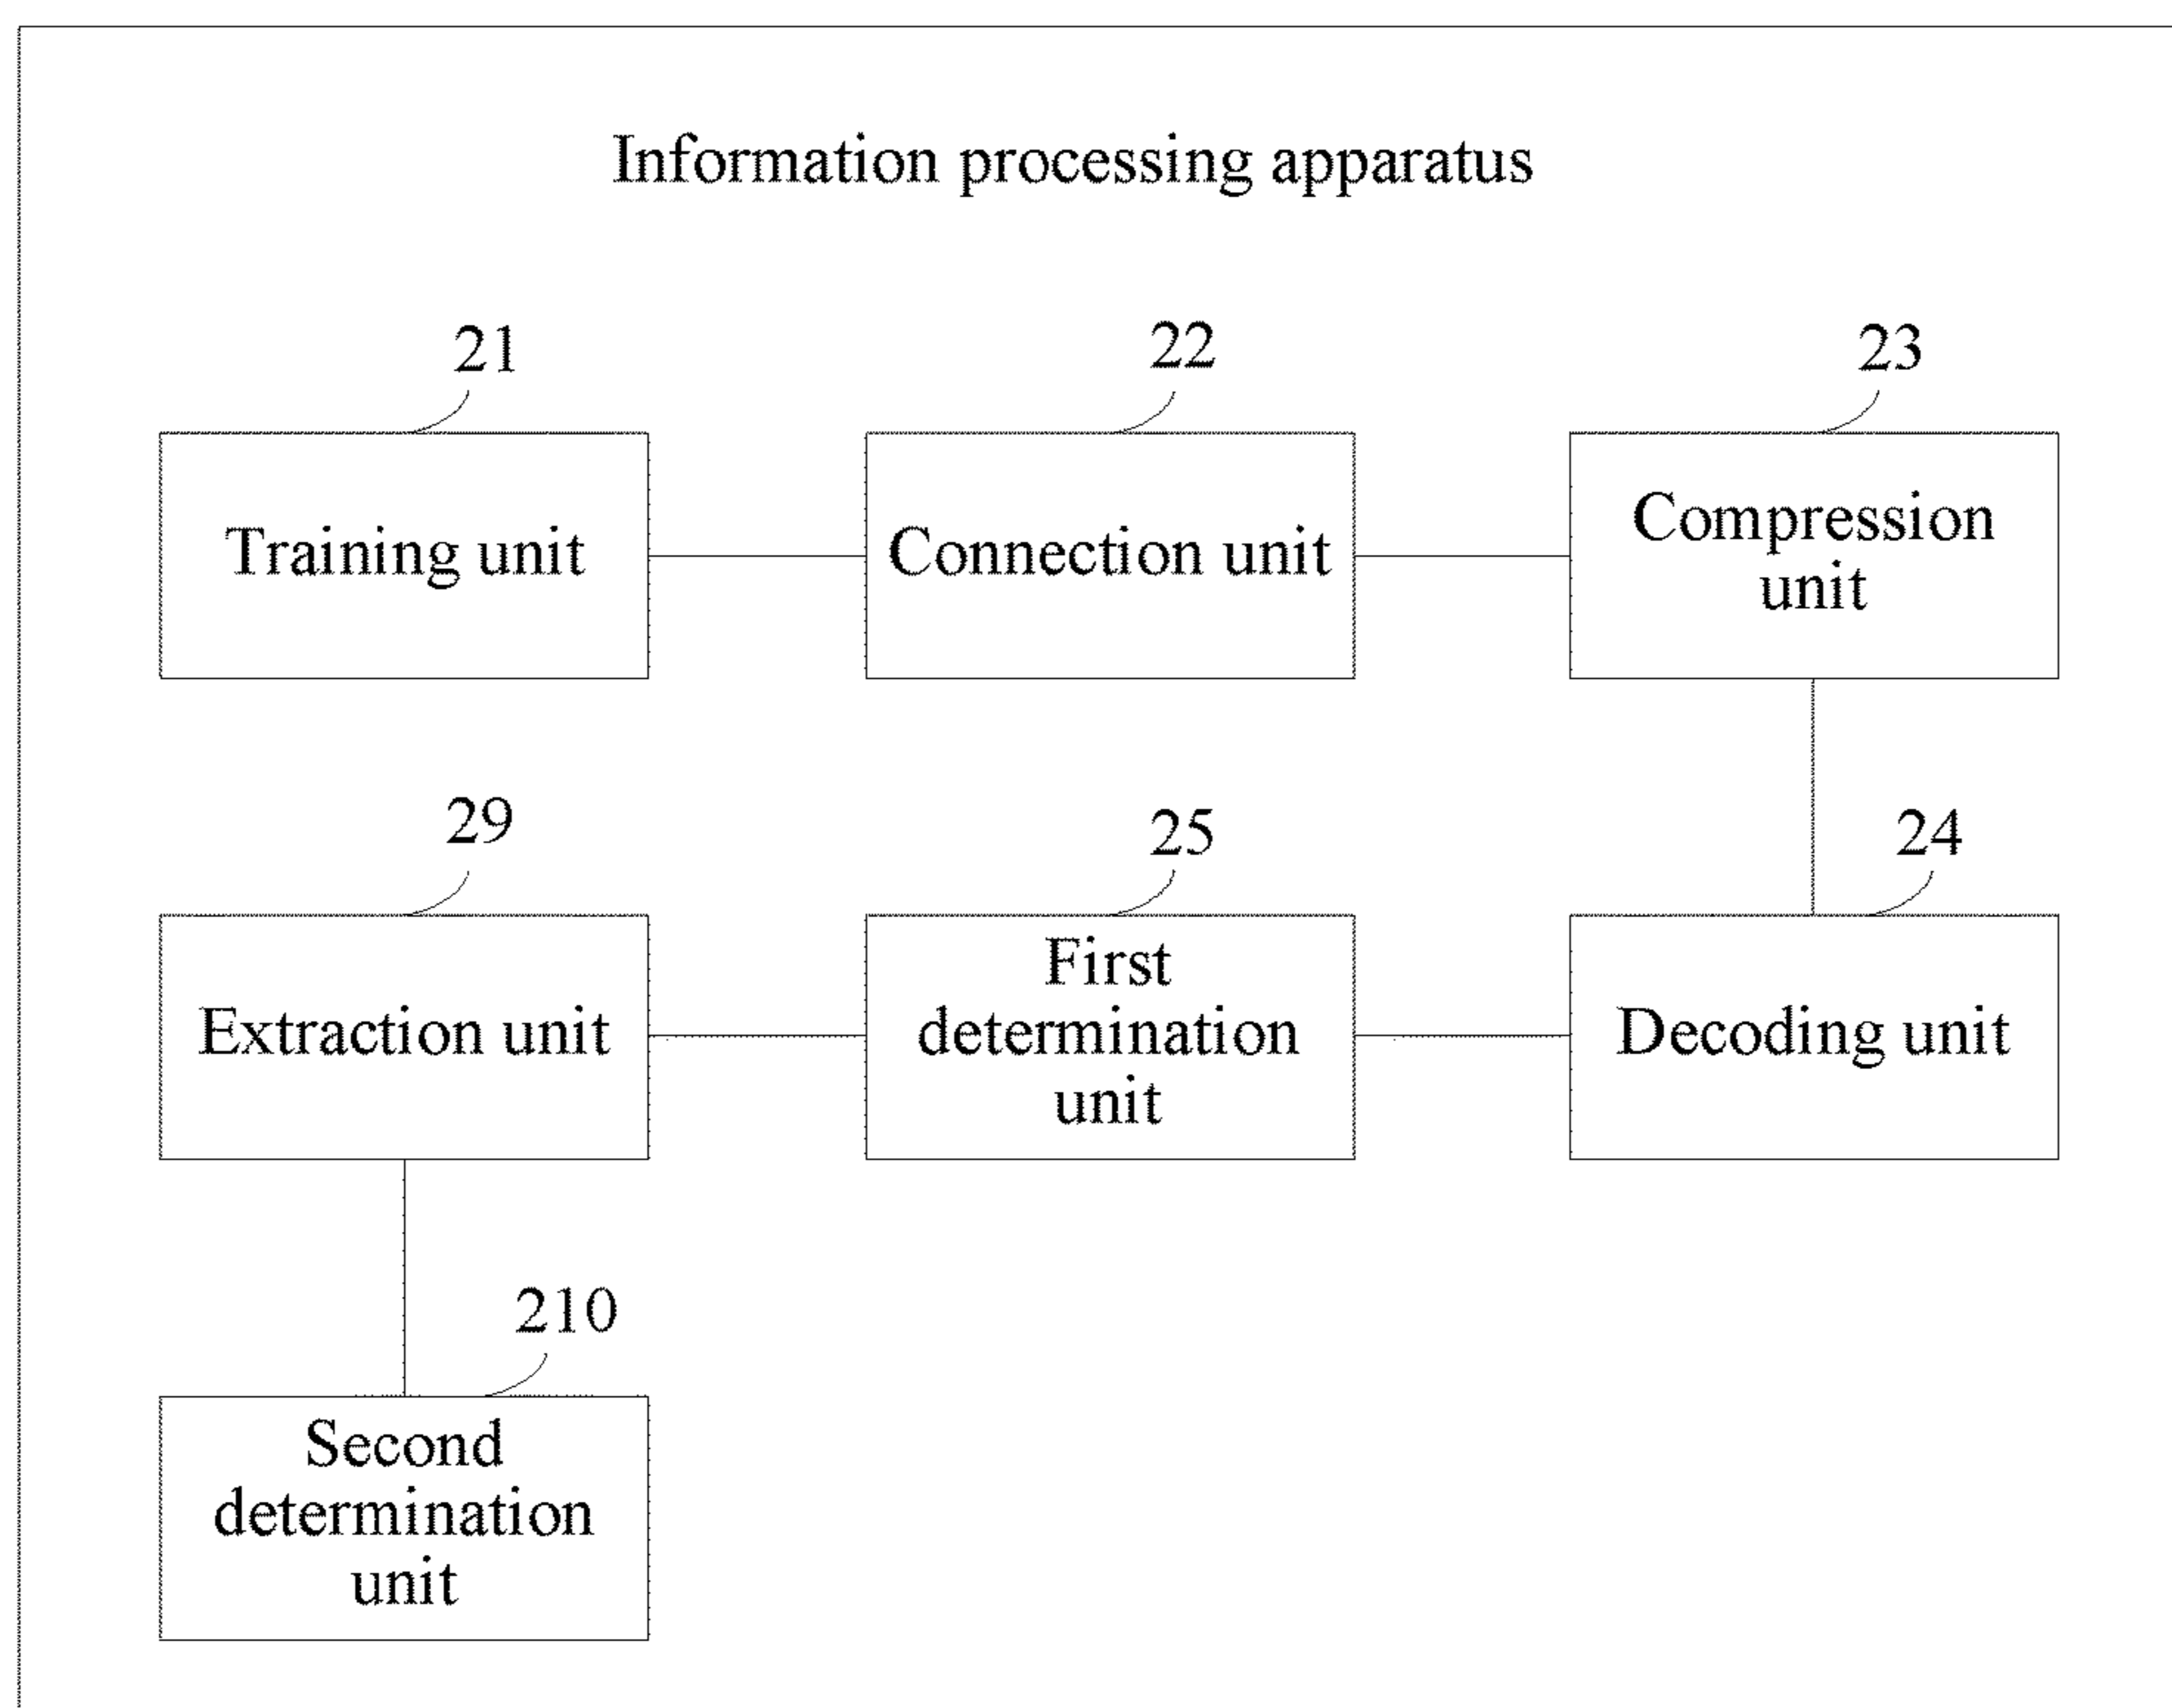 Information processing apparatus
21
22
23
Training unit
Connection unit
Compression
unit
29
25
24
Extraction unit
First
determination
unit
Decoding unit
210
Second
determination
unit